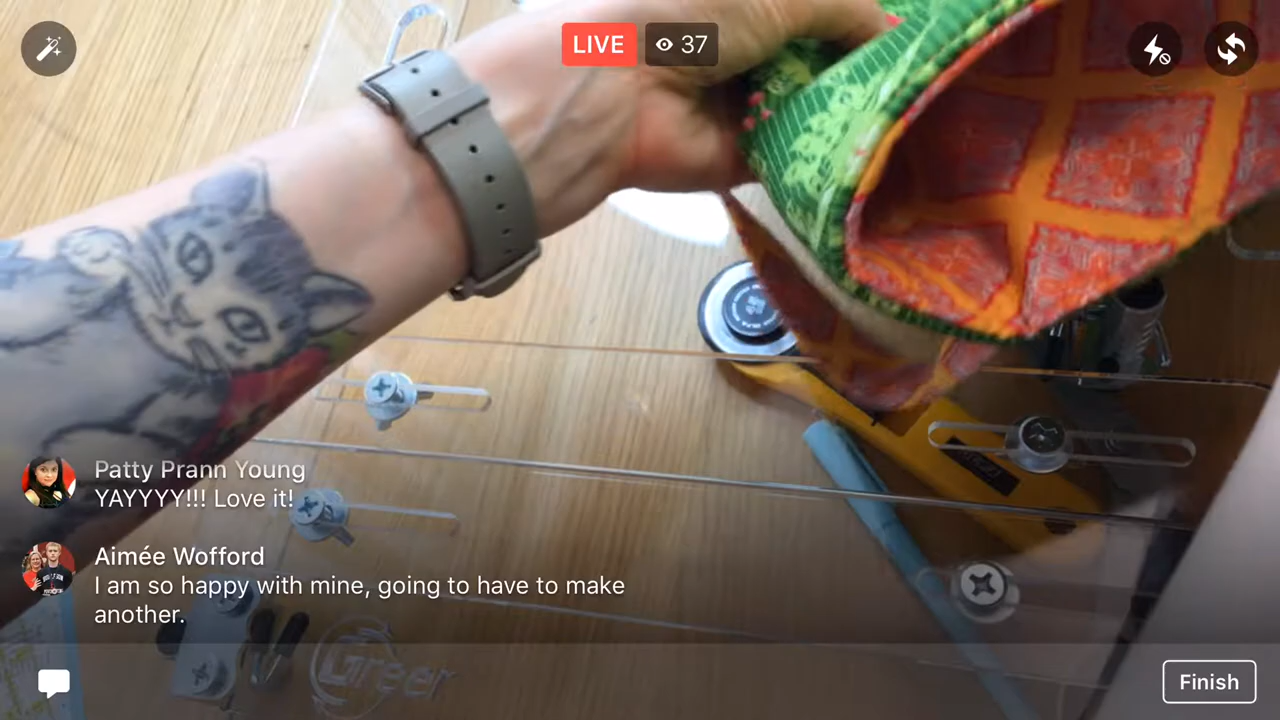 LIVE
37
Patty Prann Young
YAYYYY!!! Love it!
Aimée Wofford
I am so happy with mine, going to have to make
another.
Greer
Finish